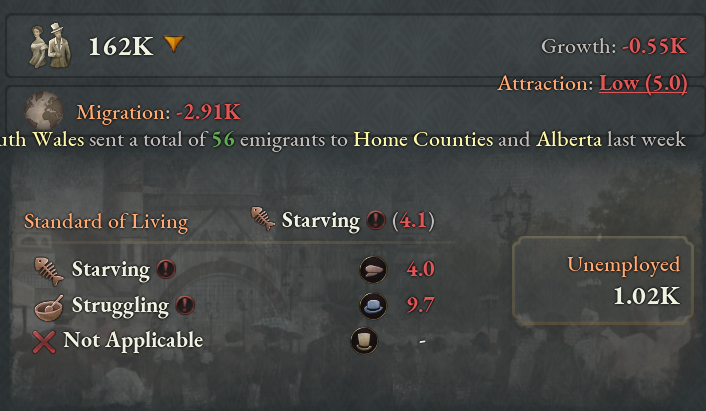 162K
Growth: -0.55K
Attraction: Low (5.0)
Migration: -2.91K
Wales sent a total of 56 emigrants to Home Counties and Alberta last week
Standard of Living Starving (4.1)
Starving 4.0
Struggling 9.7
Not Applicable -
Unemployed
1.02K